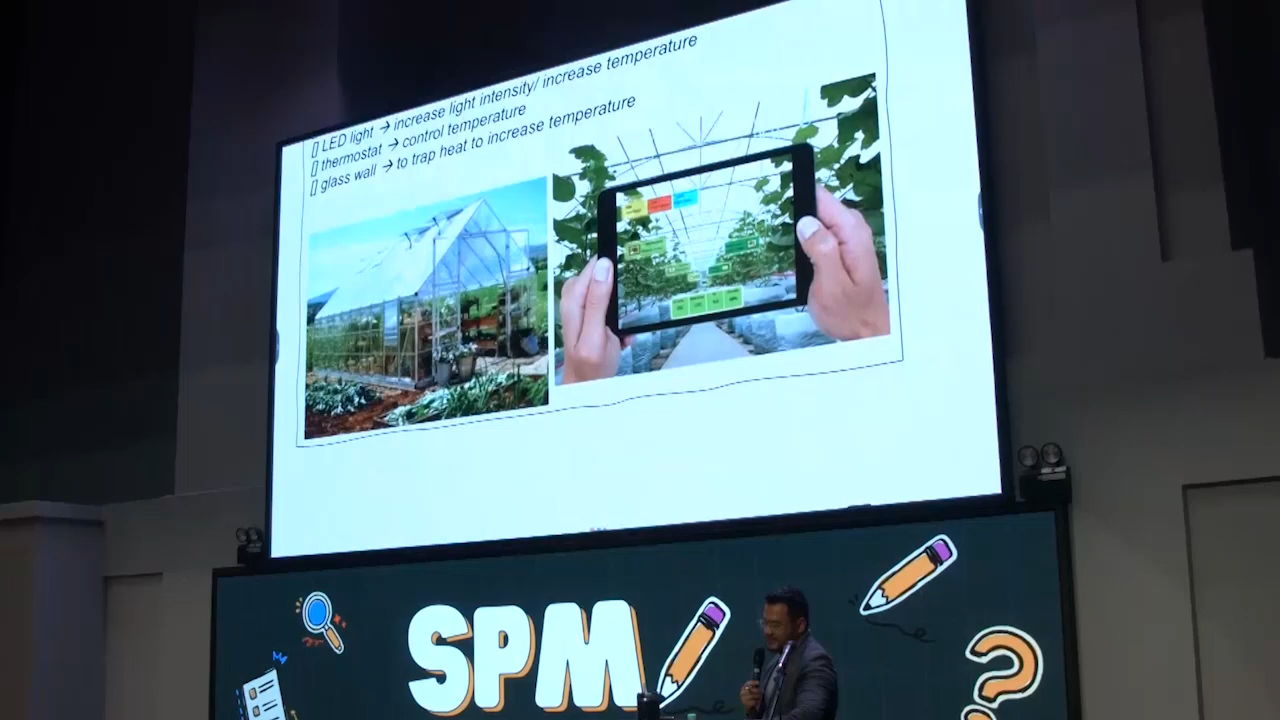 [] LED light → increase light intensity/ increase temperature
[] thermostat → control temperature
[] glass wall → to trap heat to increase temperature
SPM